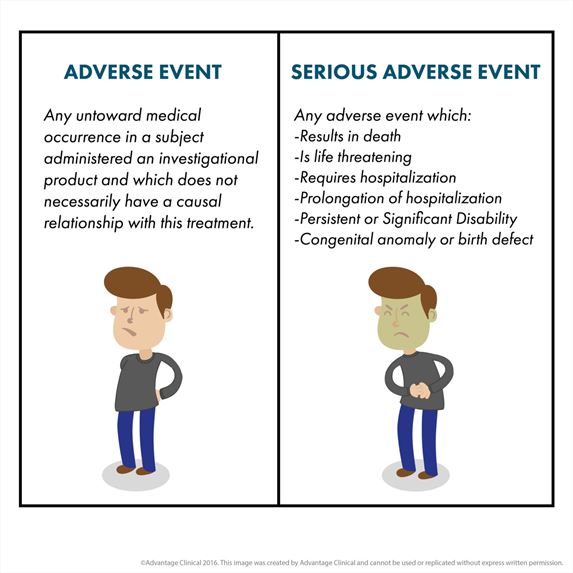 ADVERSE EVENT
Any untoward medical
occurrence in a subject
administered an investigational
product and which does not
necessarily have a causal
relationship with this treatment.
SERIOUS ADVERSE EVENT
Any adverse event which:
-Results in death
-Is life threatening
-Requires hospitalization
-Prolongation of hospitalization
-Persistent or Significant Disability
-Congenital anomaly or birth defect
©Advantage Clinical 2016. This image was created by Advantage Clinical and cannot be used or replicated without express written permission.